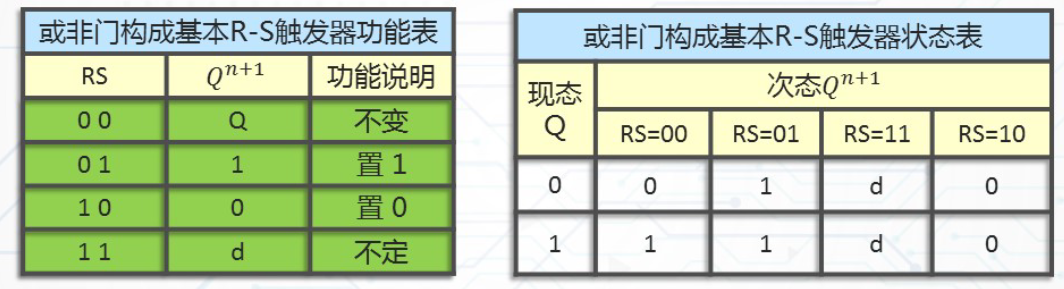 或非门构成基本R-S触发器功能表
RS Q^{n+1} 功能说明
0 0 Q 不变
0 1 1 置 1
1 0 0 置 0
1 1 d 不定
或非门构成基本R-S触发器状态表
现态 Q 次态Q^{n+1}
RS=00 RS=01 RS=11 RS=10
0 0 1 d 0
1 1 1 d 0